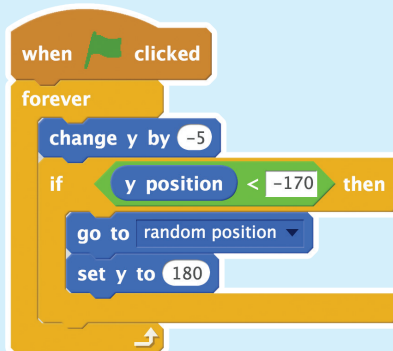 when clicked
forever
change y by -5
if y position < -170 then
go to random position
set y to 180